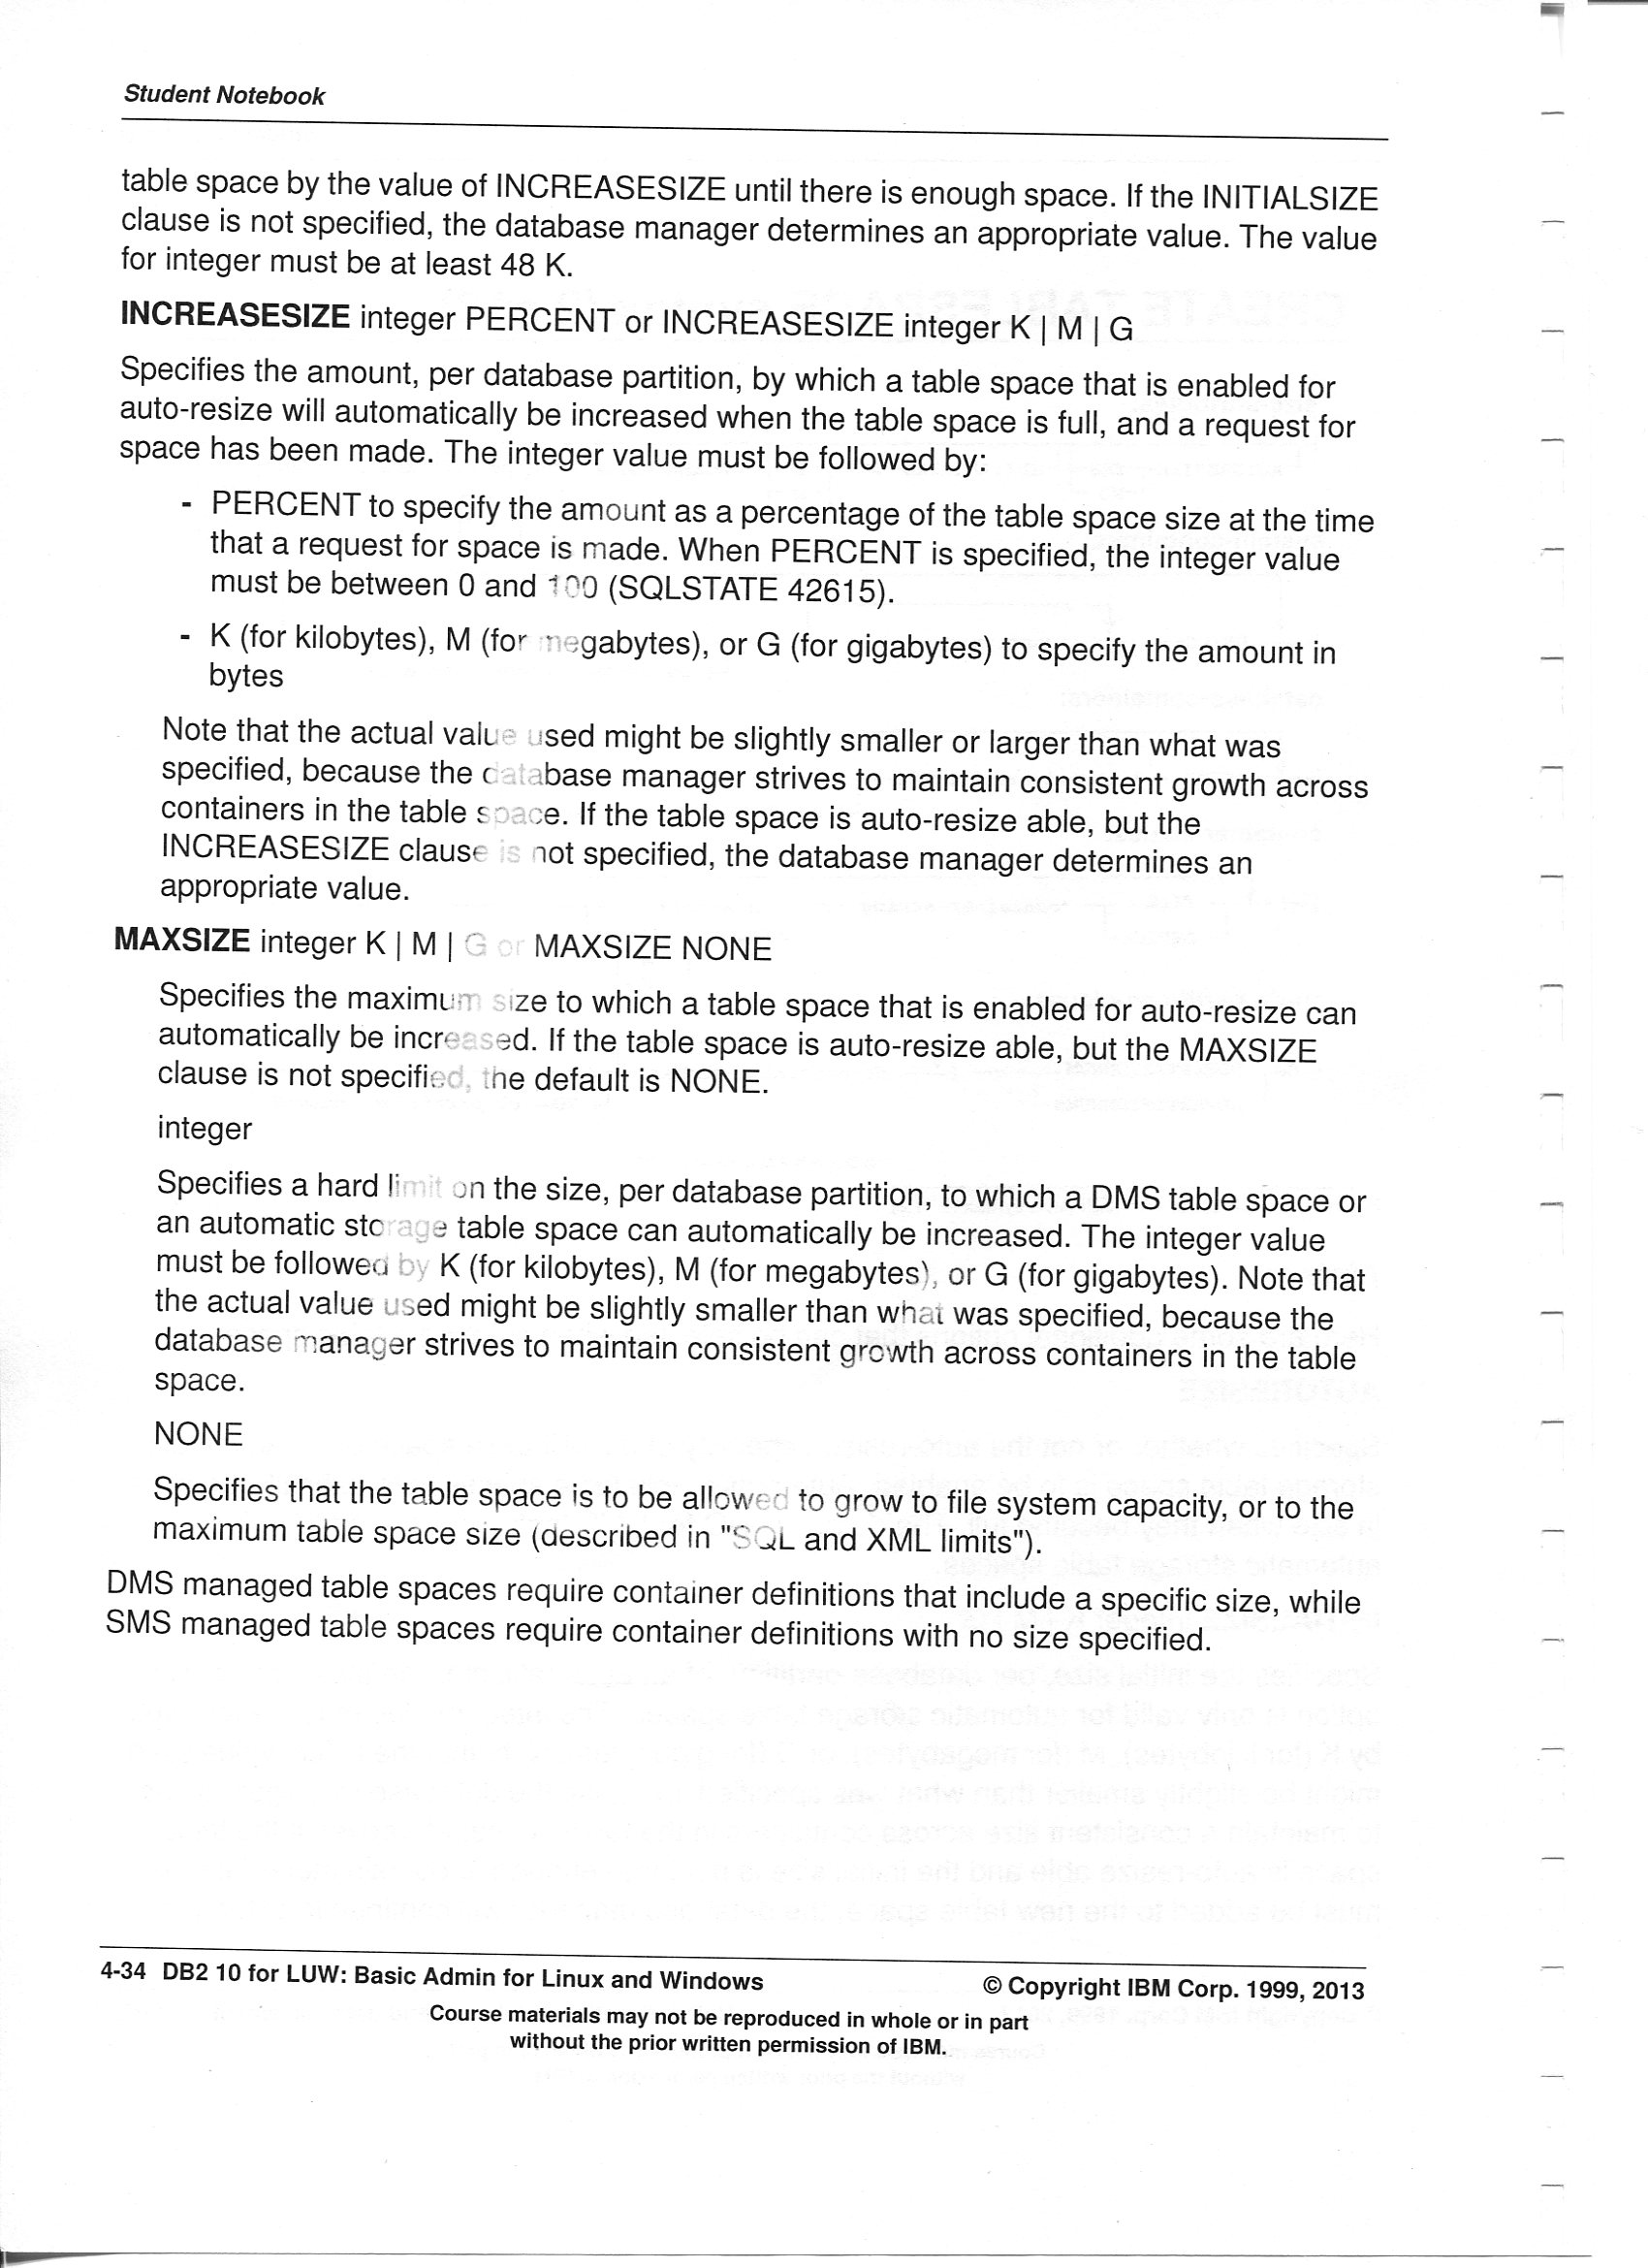 Student Notebook
table space by the value of INCREASESIZE until there is enough space. If the INITIALSIZE
clause is not specified, the database manager determines an appropriate value. The value
for integer must be at least 48 K.
INCREASESIZE integer PERCENT or INCREASESIZE integer K | M | G
Specifies the amount, per database partition, by which a table space that is enabled for
auto-resize will automatically be increased when the table space is full, and a request for
space has been made. The integer value must be followed by:
- PERCENT to specify the amount as a percentage of the table space size at the time
that a request for space is made. When PERCENT is specified, the integer value
must be between 0 and 100 (SQLSTATE 42615).
- K (for kilobytes), M (for megabytes), or G (for gigabytes) to specify the amount in
bytes
Note that the actual value used might be slightly smaller or larger than what was
specified, because the database manager strives to maintain consistent growth across
containers in the table space. If the table space is auto-resize able, but the
INCREASESIZE clause is not specified, the database manager determines an
appropriate value.
MAXSIZE integer K | M | G or MAXSIZE NONE
Specifies the maximum size to which a table space that is enabled for auto-resize can
automatically be increased. If the table space is auto-resize able, but the MAXSIZE
clause is not specified, the default is NONE.
integer
Specifies a hard limit on the size, per database partition, to which a DMS table space or
an automatic storage table space can automatically be increased. The integer value
must be followed by K (for kilobytes), M (for megabytes), or G (for gigabytes). Note that
the actual value used might be slightly smaller than what was specified, because the
database manager strives to maintain consistent growth across containers in the table
space.
NONE
Specifies that the table space is to be allowed to grow to file system capacity, or to the
maximum table space size (described in "SQL and XML limits").
DMS managed table spaces require container definitions that include a specific size, while
SMS managed table spaces require container definitions with no size specified.
4-34 DB2 10 for LUW: Basic Admin for Linux and Windows © Copyright IBM Corp. 1999, 2013
Course materials may not be reproduced in whole or in part
without the prior written permission of IBM.